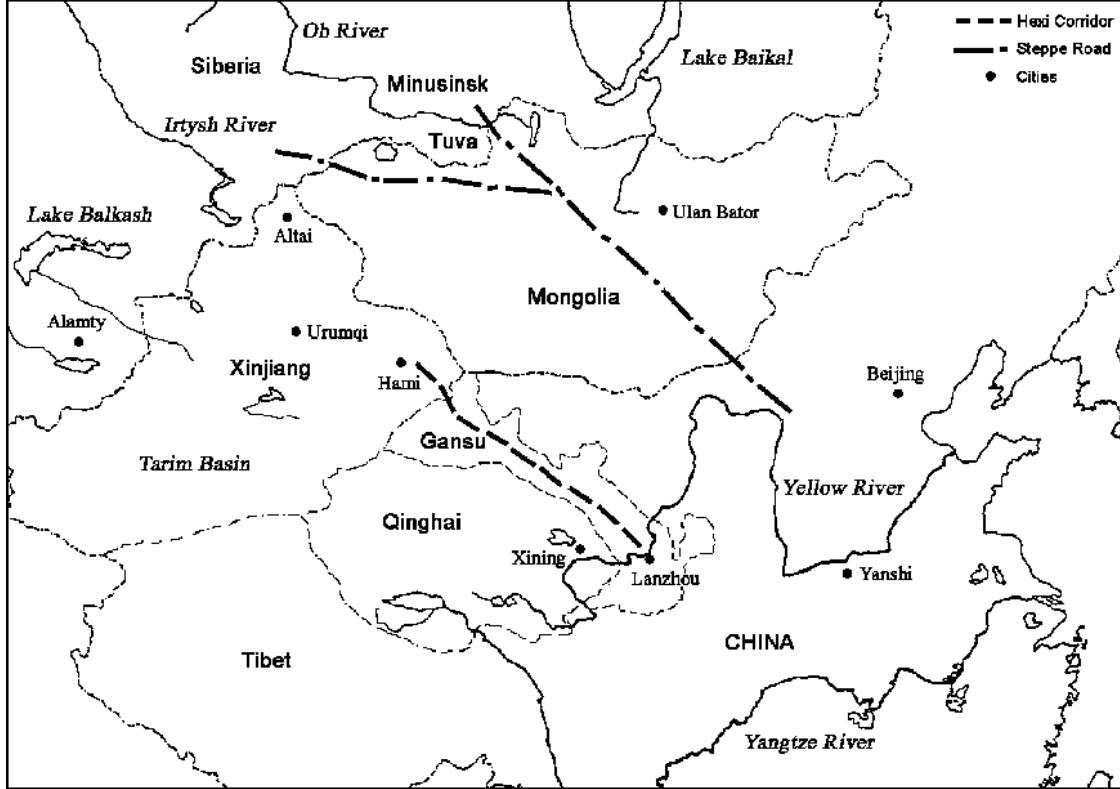 Ob River
Hexi Corridor
Siberia
Lake Baikal
Steppe Road
Minusinsk
Cities
Irtysh River
Tuva
Lake Balkash
Ulan Bator
Altai
Mongolia
Alamty
Urumqi
Xinjiang
Hami
Beijing
Gansu
Tarim Basin
Yellow River
Qinghai
Xining
Lanzhou
Yanshi
Tibet
CHINA
Yangtze River